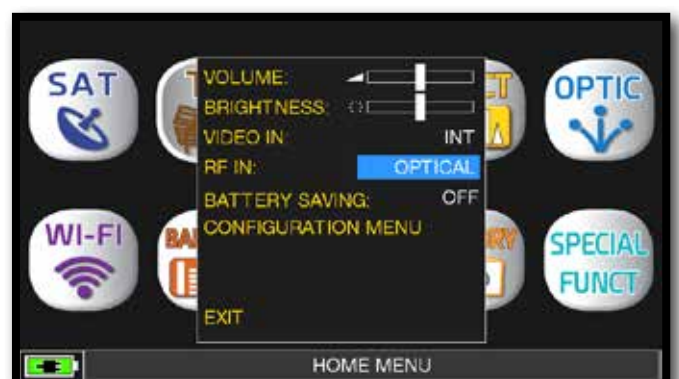 SAT
OPTIC
VOLUME:
BRIGHTNESS:
VIDEO IN INT
RF IN: OPTICAL
BATTERY SAVING: OFF
CONFIGURATION MENU
EXIT
WI-FI
SPECIAL
FUNCT
HOME MENU